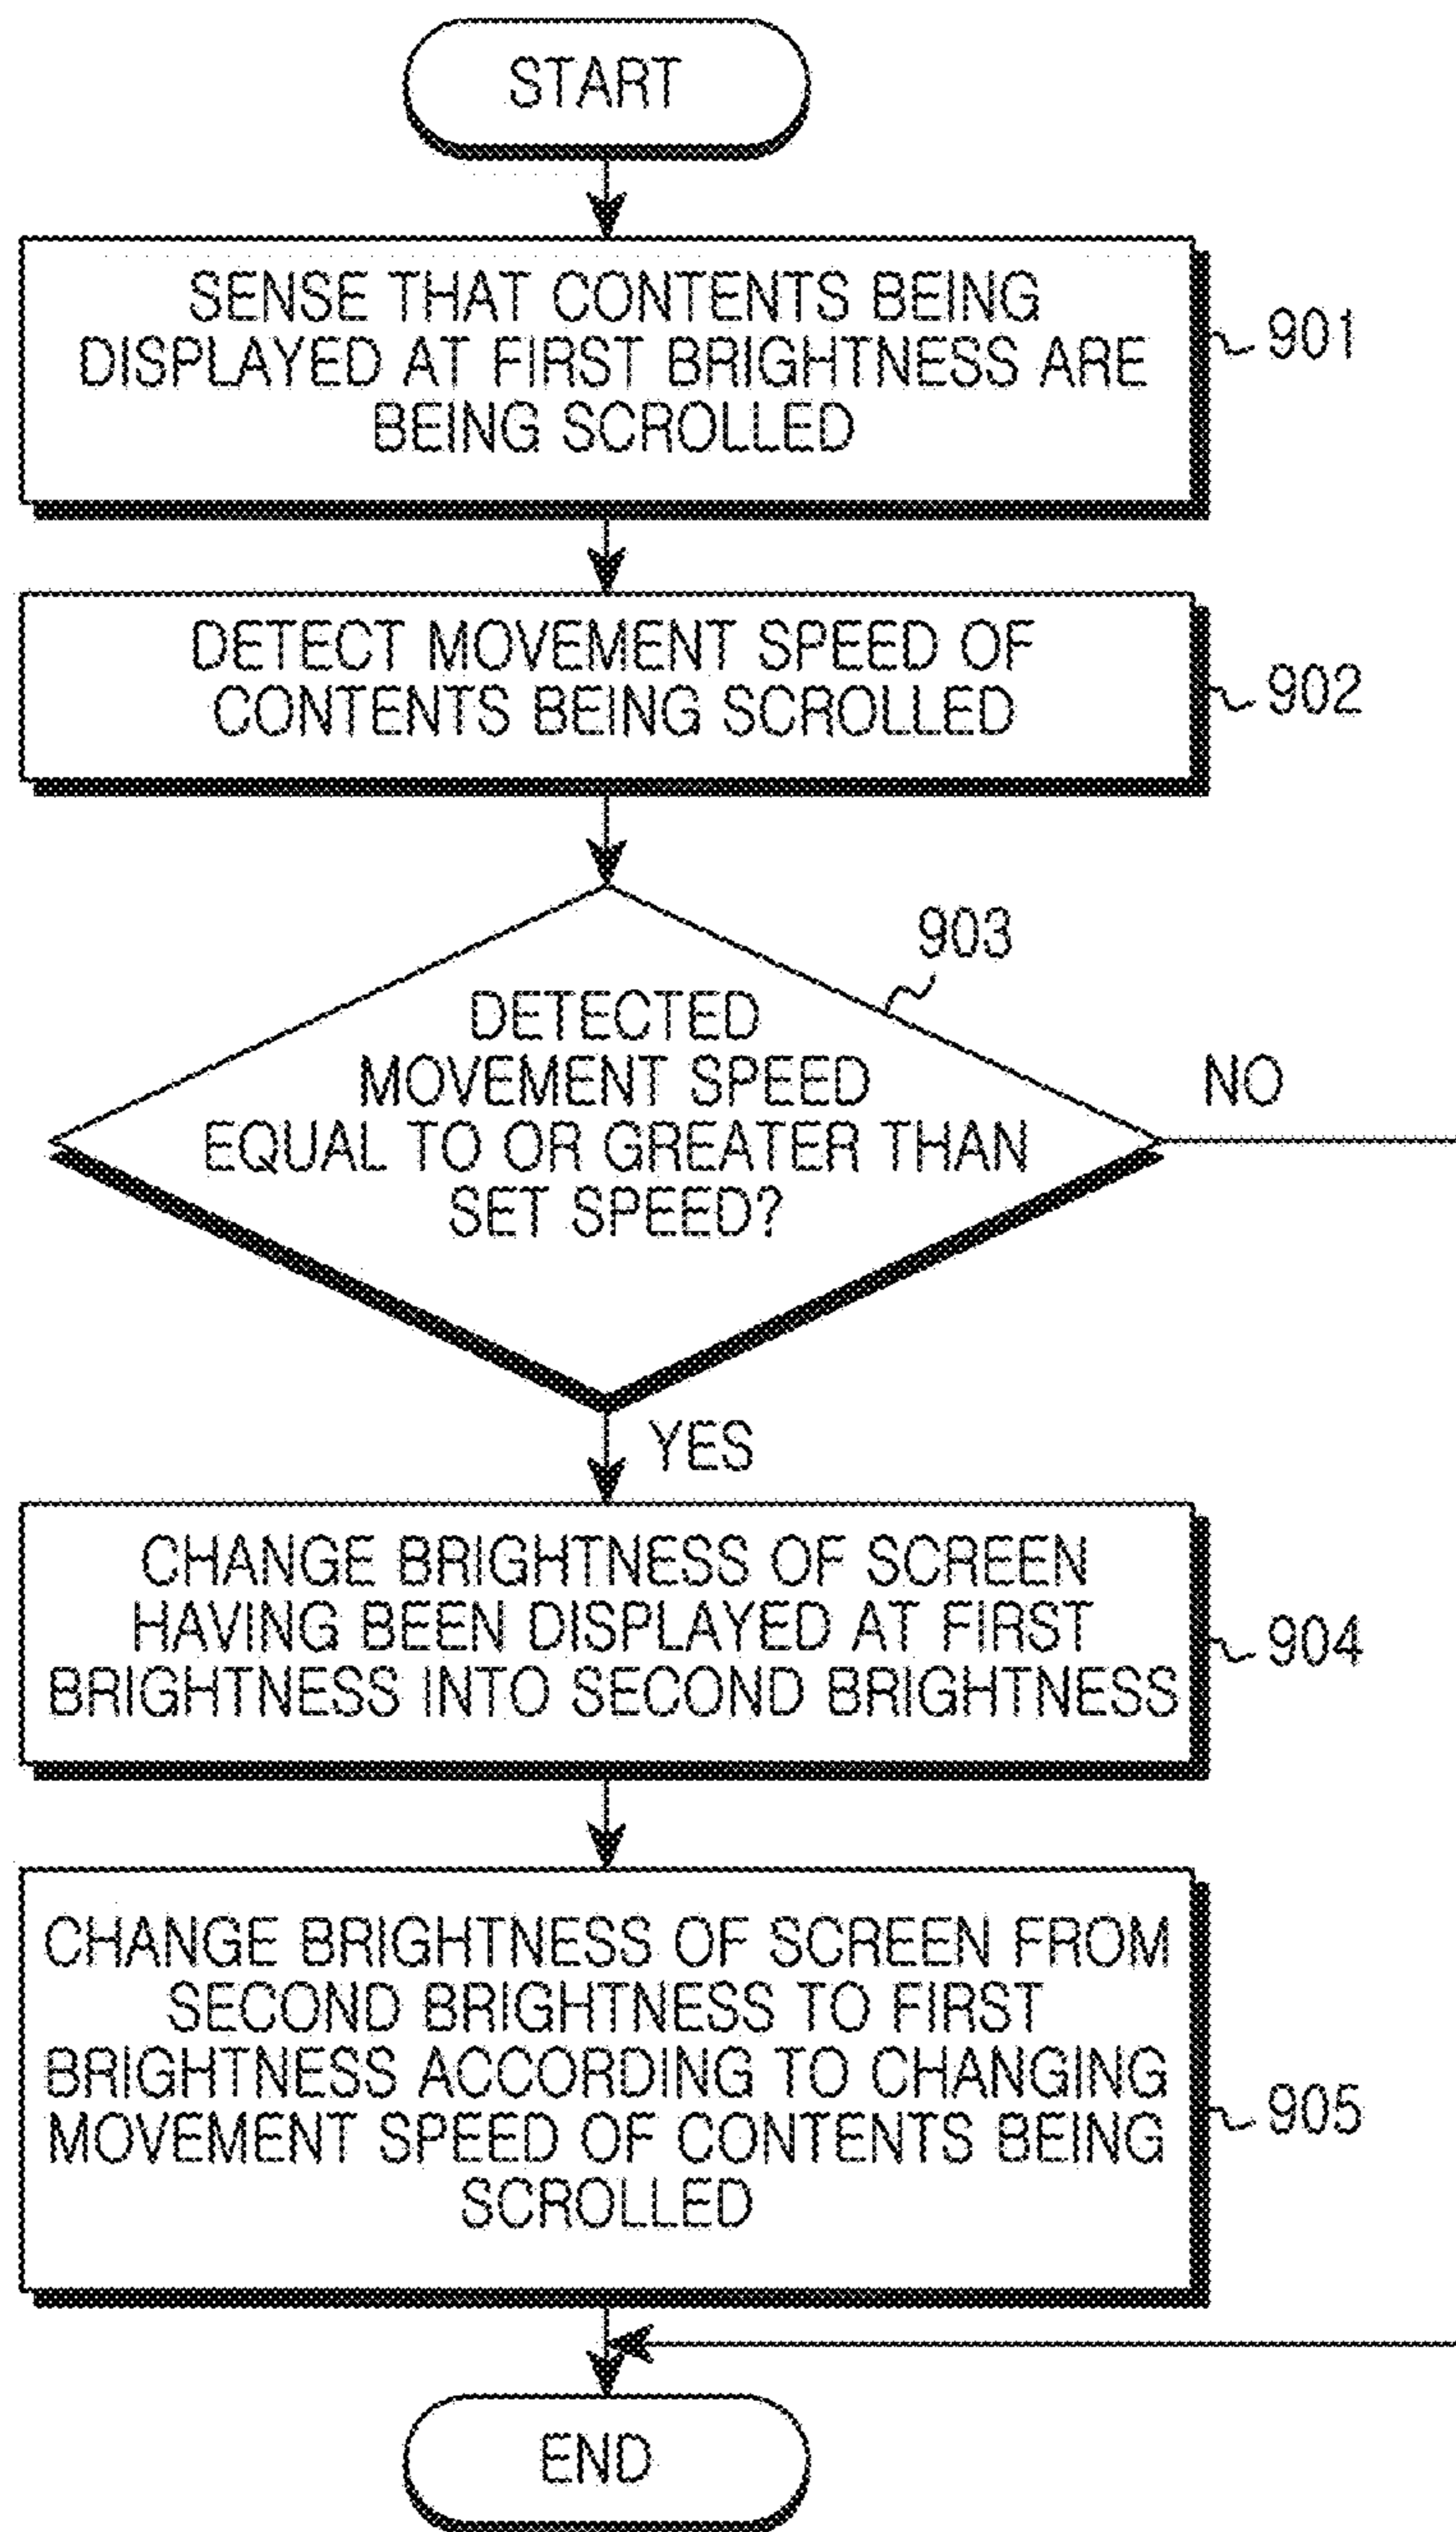 START
SENSE THAT CONTENTS BEING
DISPLAYED AT FIRST BRIGHTNESS ARE
BEING SCROLLED
901
DETECT MOVEMENT SPEED OF
CONTENTS BEING SCROLLED
902
903
DETECTED
MOVEMENT SPEED
EQUAL TO OR GREATER THAN
SET SPEED?
NO
YES
CHANGE BRIGHTNESS OF SCREEN
HAVING BEEN DISPLAYED AT FIRST
BRIGHTNESS INTO SECOND BRIGHTNESS
904
CHANGE BRIGHTNESS OF SCREEN FROM
SECOND BRIGHTNESS TO FIRST
BRIGHTNESS ACCORDING TO CHANGING
MOVEMENT SPEED OF CONTENTS BEING
SCROLLED
905
END